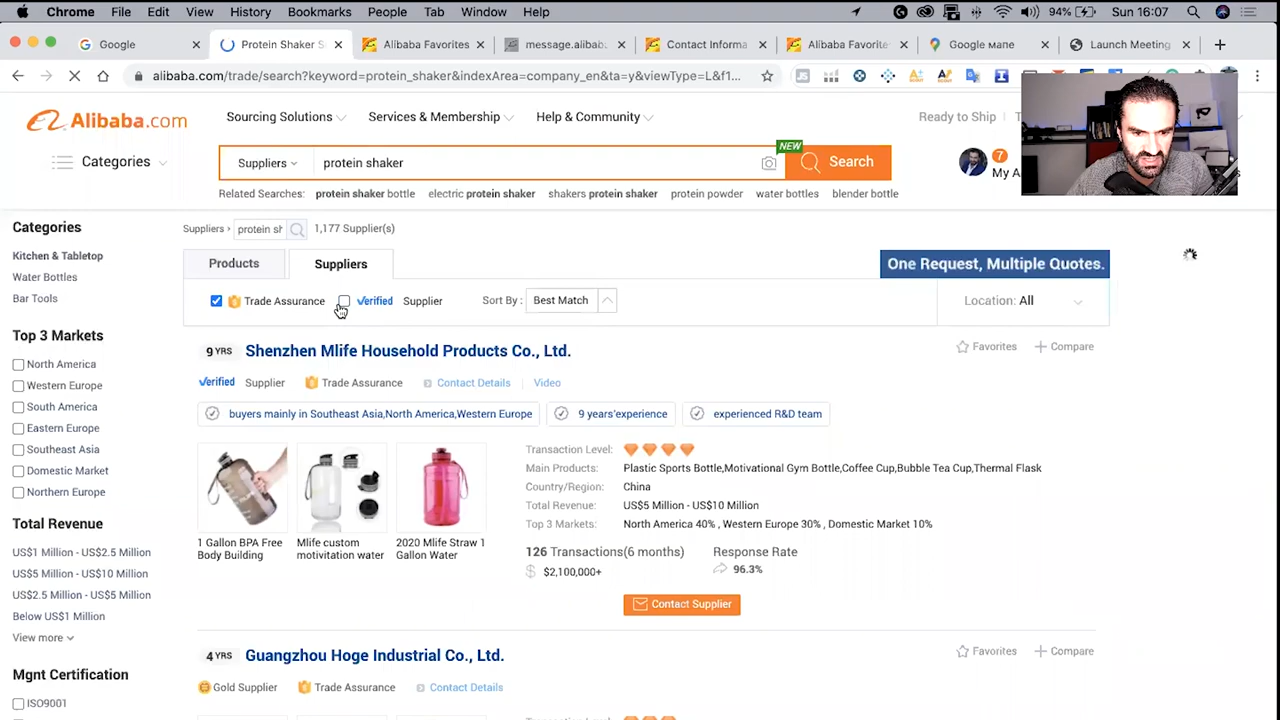 Chrome File Edit View History Bookmarks People Tab Window Help 94% Sun 16:07
Google Protein Shaker S Alibaba Favorites message.alibab. Contact Informa Alibaba Favorite Google мапе Launch Meeting
alibaba.com/trade/search?keyword=protein_shaker&indexArea=company_en&ta=y&viewType=L&f1...
Alibaba.com Sourcing Solutions Services & Membership Help & Community Ready to Ship
Categories Suppliers protein shaker NEW Search 7 My A
Related Searches: protein shaker bottle electric protein shaker shakers protein shaker protein powder water bottles blender bottle
Categories
Kitchen & Tabletop
Water Bottles
Bar Tools
Top 3 Markets
North America
Western Europe
South America
Eastern Europe
Southeast Asia
Domestic Market
Northern Europe
Total Revenue
US$1 Million - US$2.5 Million
US$5 Million - US$10 Million
US$2.5 Million - US$5 Million
Below US$1 Million
View more
Mgnt Certification
ISO9001
Suppliers › protein sh 1,177 Supplier(s)
Products Suppliers One Request, Multiple Quotes.
Trade Assurance Verified Supplier Sort By : Best Match Location: All
9 YRS Shenzhen Mlife Household Products Co., Ltd. Favorites Compare
Verified Supplier Trade Assurance Contact Details Video
buyers mainly in Southeast Asia,North America,Western Europe 9 years'experience experienced R&D team
1 Gallon BPA Free
Body Building
Mlife custom
motivitation water
2020 Mlife Straw 1
Gallon Water
Transaction Level:
Main Products: Plastic Sports Bottle,Motivational Gym Bottle,Coffee Cup,Bubble Tea Cup,Thermal Flask
Country/Region: China
Total Revenue: US$5 Million - US$10 Million
Top 3 Markets: North America 40% , Western Europe 30% , Domestic Market 10%
126 Transactions(6 months) Response Rate
$2,100,000+ 96.3%
Contact Supplier
4 YRS Guangzhou Hoge Industrial Co., Ltd. Favorites Compare
Gold Supplier Trade Assurance Contact Details